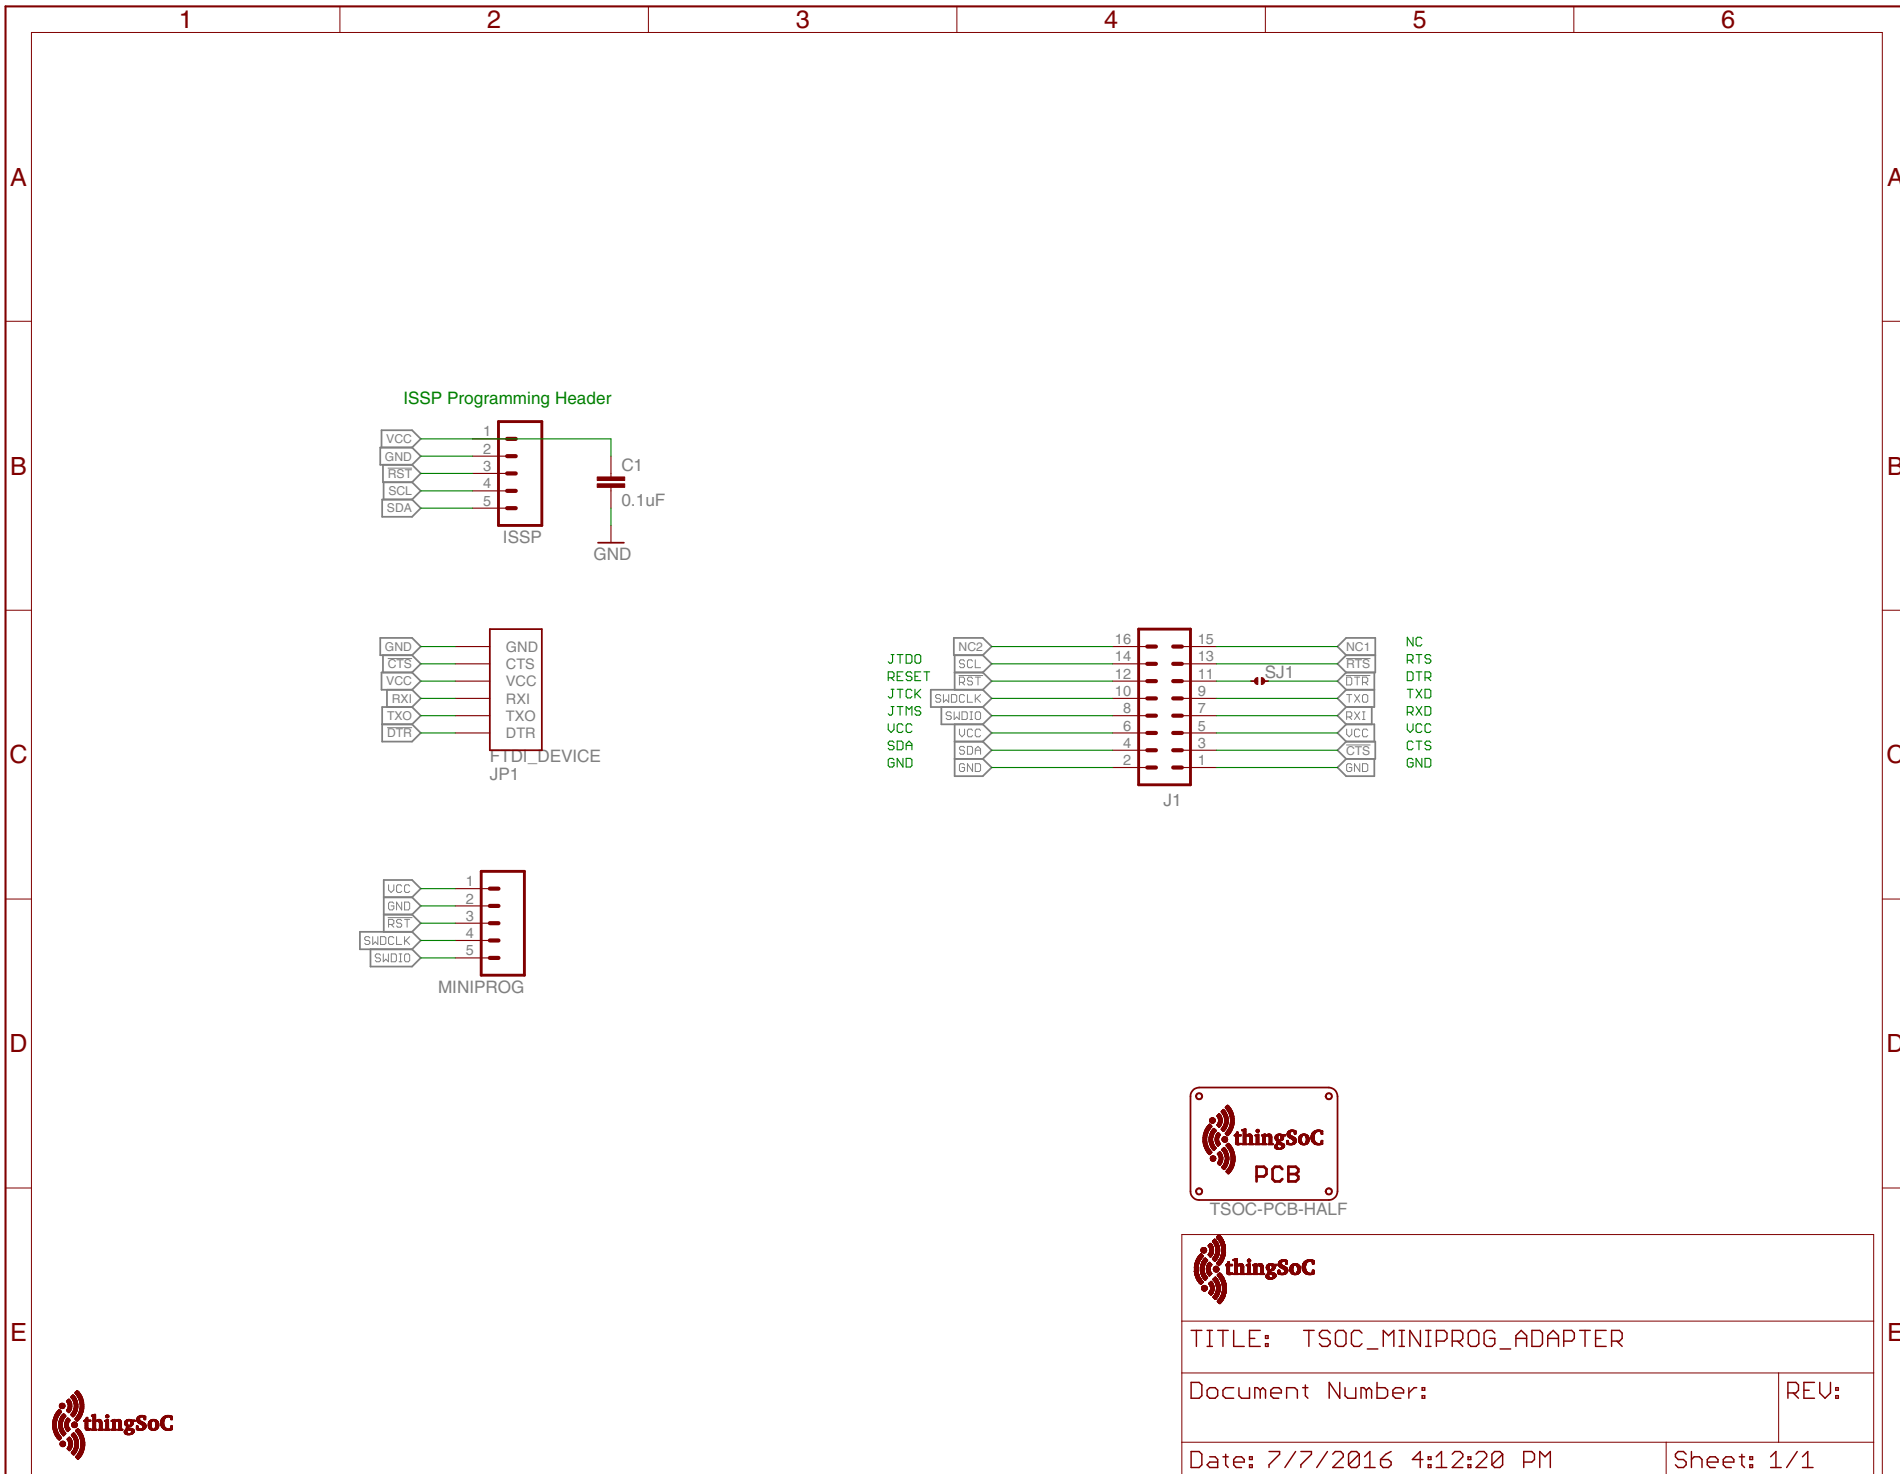 1 2 3 4 5 6
A A
B B
C C
D D
E E
ISSP Programming Header
VCC 1
GND 2
RST 3
SCL 4
SDA 5
ISSP
C1
0.1uF
GND
GND GND
CTS CTS
VCC VCC
RXI RXI
TXO TXO
DTR DTR
FTDI_DEVICE
JP1
VCC 1
GND 2
RST 3
SWDCLK 4
SWDIO 5
MINIPROG
NC2 16 15 NC1 NC
JTDO SCL 14 13 RTS RTS
RESET RST 12 11 SJ1 DTR DTR
JTCK SWDCLK 10 9 TXO TXD
JTMS SWDIO 8 7 RXI RXD
VCC VCC 6 5 VCC VCC
SDA SDA 4 3 CTS CTS
GND GND 2 1 GND GND
J1
thingSoC
PCB
TSOC-PCB-HALF
thingSoC
TITLE: TSOC_MINIPROG_ADAPTER
Document Number: REV:
Date: 7/7/2016 4:12:20 PM Sheet: 1/1
thingSoC